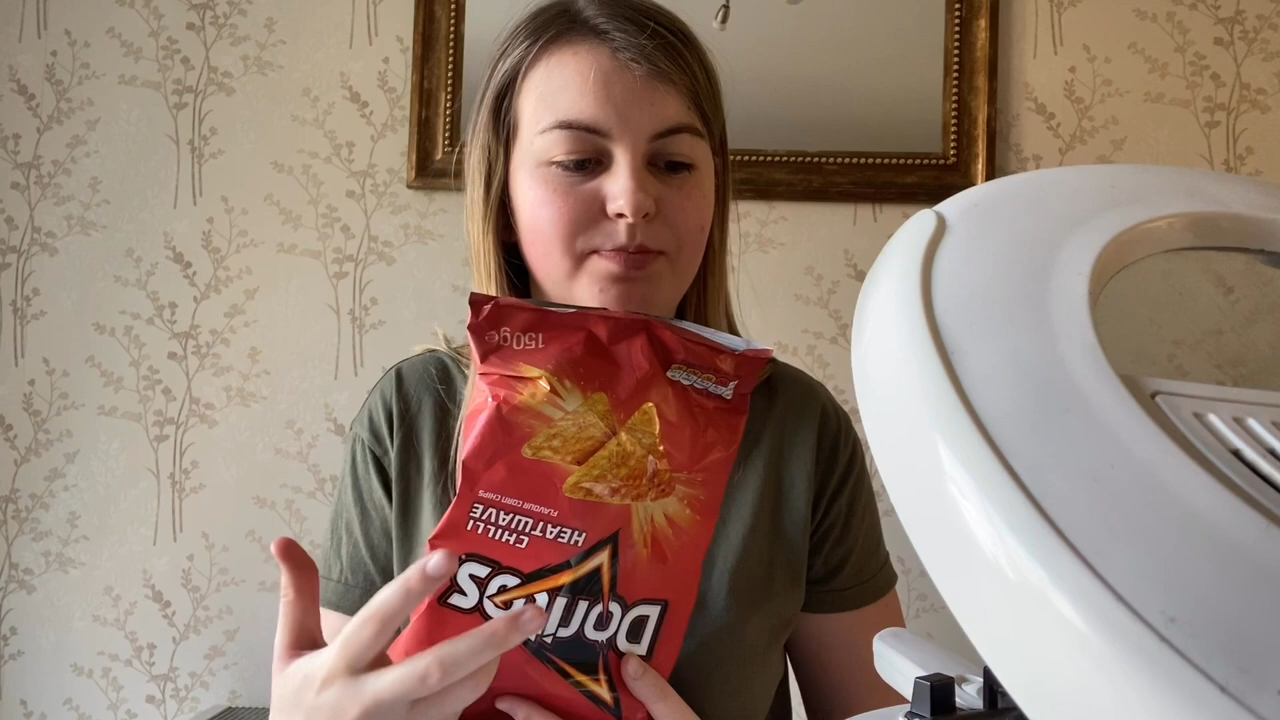 DORITOS
CHILLI
HEATWAVE
FLAVOUR CORN CHIPS
150g℮